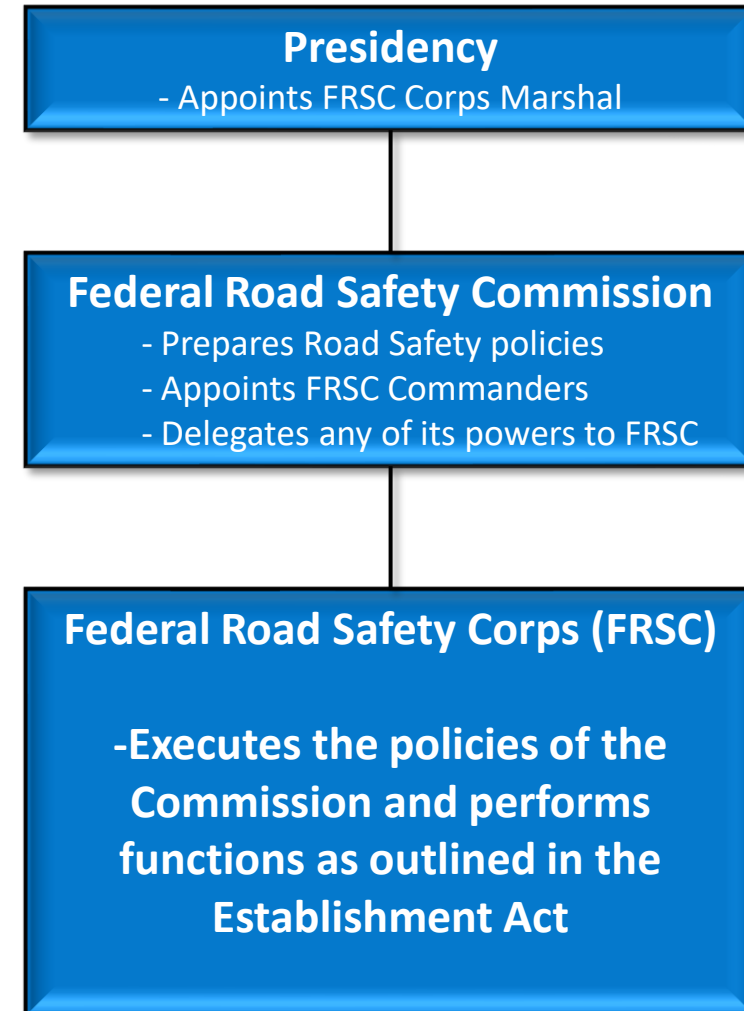 Presidency
- Appoints FRSC Corps Marshal
Federal Road Safety Commission
- Prepares Road Safety policies
- Appoints FRSC Commanders
- Delegates any of its powers to FRSC
Federal Road Safety Corps (FRSC)
-Executes the policies of the
Commission and performs
functions as outlined in the
Establishment Act